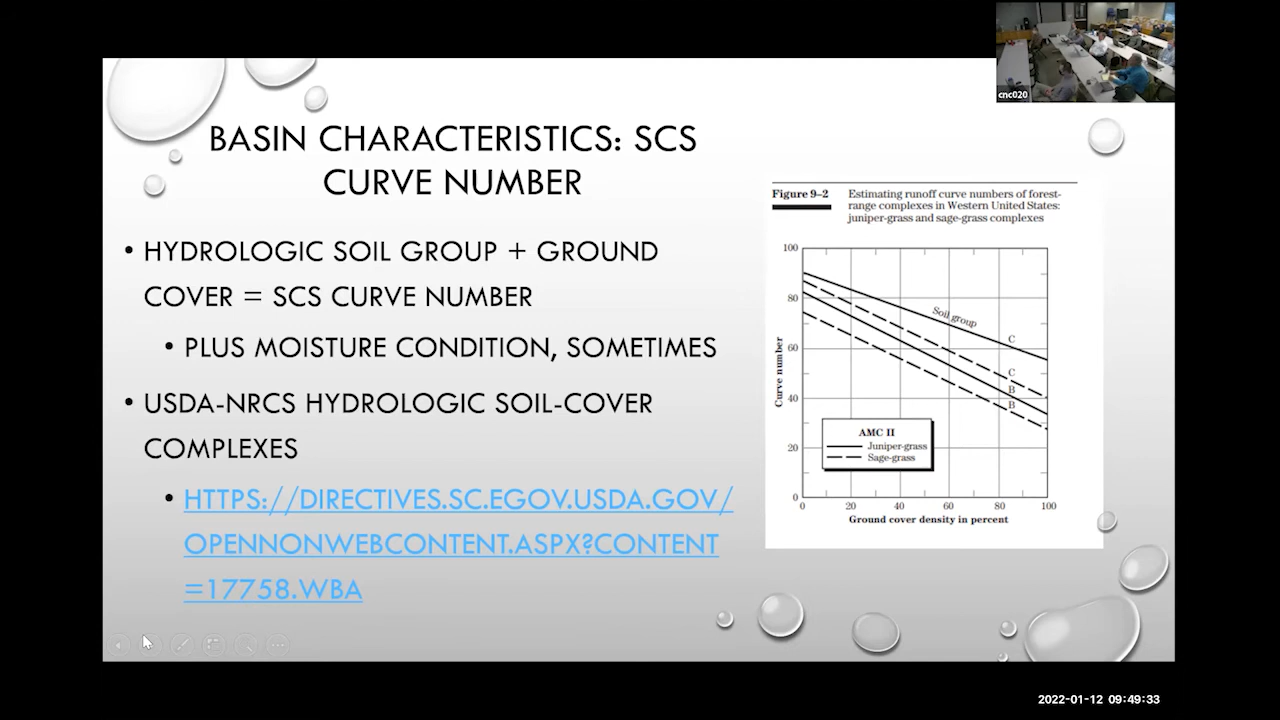 cnc020
BASIN CHARACTERISTICS: SCS
CURVE NUMBER
• HYDROLOGIC SOIL GROUP + GROUND
COVER = SCS CURVE NUMBER
• PLUS MOISTURE CONDITION, SOMETIMES
• USDA-NRCS HYDROLOGIC SOIL-COVER
COMPLEXES
• HTTPS://DIRECTIVES.SC.EGOV.USDA.GOV/
OPENNONWEBCONTENT.ASPX?CONTENT
=17758.WBA
Figure 9–2 Estimating runoff curve numbers of forest-
range complexes in Western United States:
juniper-grass and sage-grass complexes
100
80
60
40
20
0
Curve number
Soil group
C
C
B
B
AMC II
Juniper-grass
Sage-grass
0 20 40 60 80 100
Ground cover density in percent
2022-01-12 09:49:33